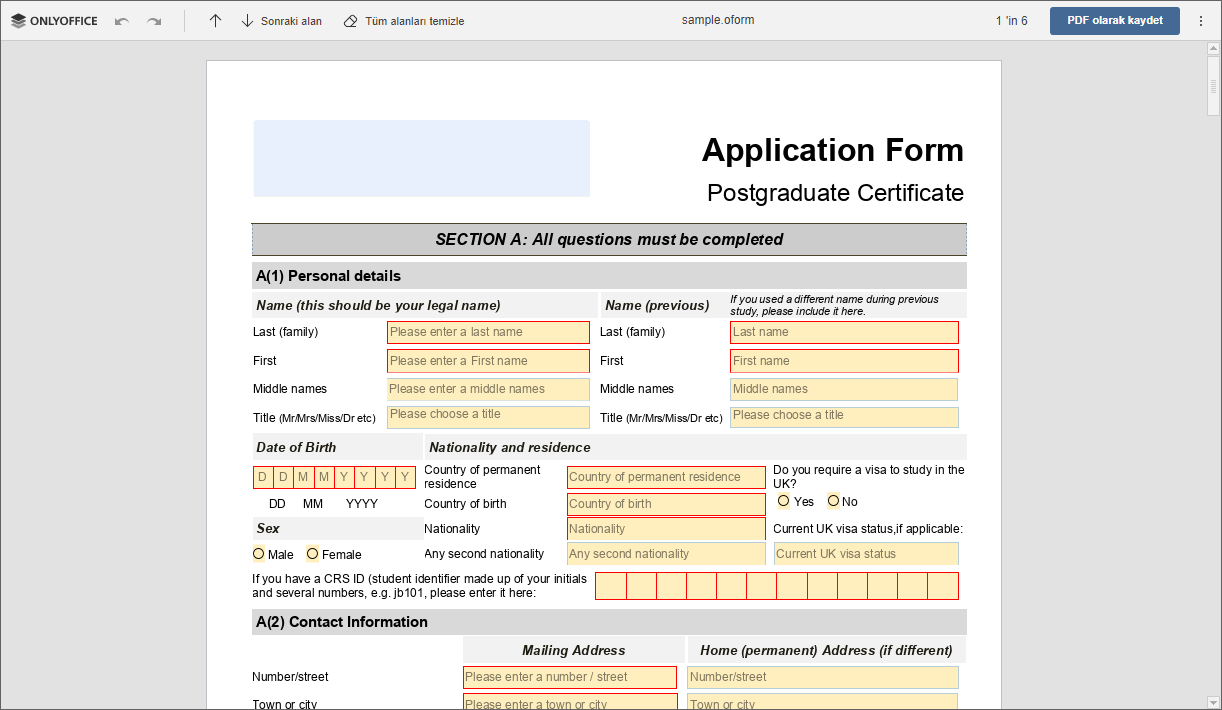 ONLYOFFICE
Sonraki alan
Tüm alanları temizle
sample.oform
1 'in 6
PDF olarak kaydet
Application Form
Postgraduate Certificate
SECTION A: All questions must be completed
A(1) Personal details
Name (this should be your legal name)
Name (previous)
If you used a different name during previous
study, please include it here.
Last (family)
Please enter a last name
Last (family)
Last name
First
Please enter a First name
First
First name
Middle names
Please enter a middle names
Middle names
Middle names
Title (Mr/Mrs/Miss/Dr etc)
Please choose a title
Title (Mr/Mrs/Miss/Dr etc)
Please choose a title
Date of Birth
Nationality and residence
D D M M Y Y Y Y
DD MM YYYY
Country of permanent
residence
Country of permanent residence
Do you require a visa to study in the
UK?
Yes
No
Country of birth
Country of birth
Sex
Nationality
Nationality
Current UK visa status,if applicable:
Male
Female
Any second nationality
Any second nationality
Current UK visa status
If you have a CRS ID (student identifier made up of your initials
and several numbers, e.g. jb101, please enter it here:
A(2) Contact Information
Mailing Address
Home (permanent) Address (if different)
Number/street
Please enter a number / street
Number/street
Town or city
Please enter a town or city
Town or city